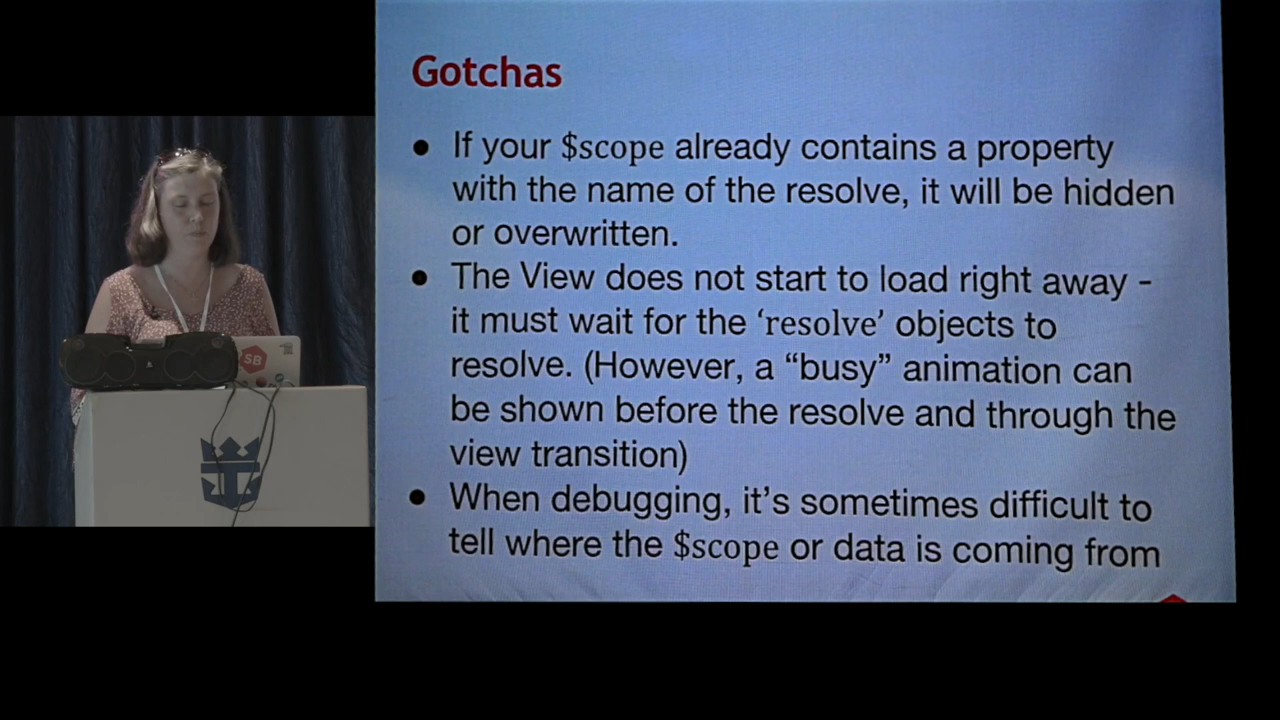 Gotchas
● If your $scope already contains a property
with the name of the resolve, it will be hidden
or overwritten.
● The View does not start to load right away -
it must wait for the ‘resolve’ objects to
resolve. (However, a “busy” animation can
be shown before the resolve and through the
view transition)
● When debugging, it’s sometimes difficult to
tell where the $scope or data is coming from
SB